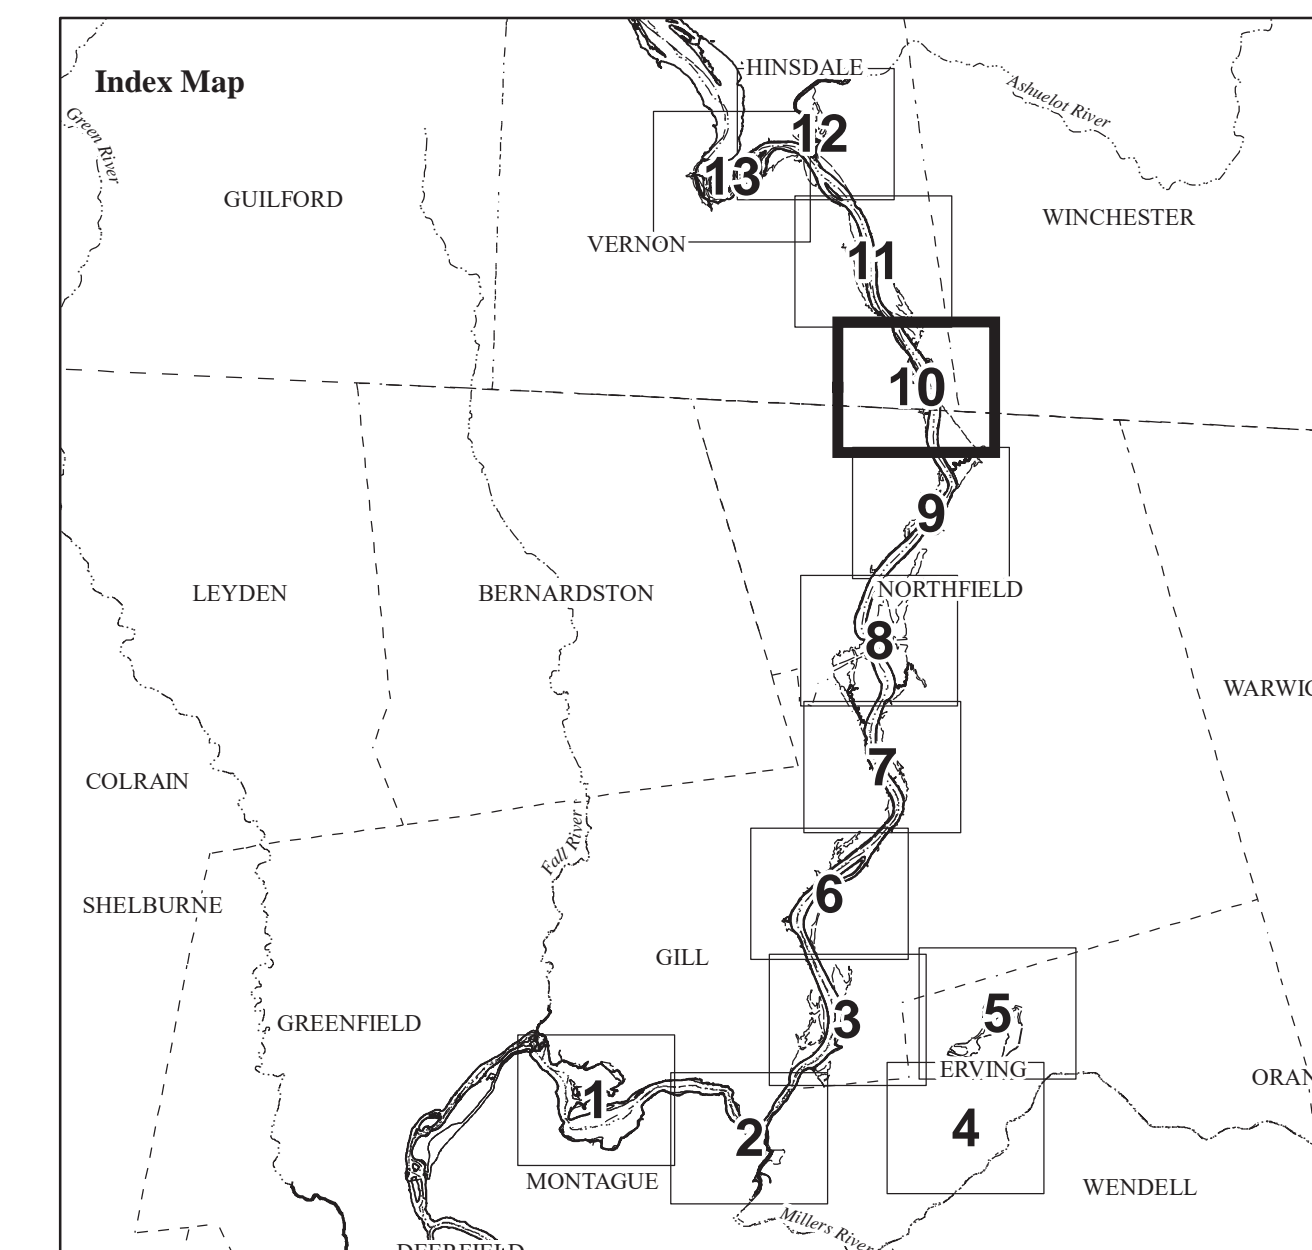 HINSDALE
Index Map
Ashuelot River
Green River
12
13
GUILFORD
WINCHESTER
VERNON
11
10
9
LEYDEN
BERNARDSTON
NORTHFIELD
8
WARWIC
7
COLRAIN
Fall River
6
SHELBURNE
GILL
5
3
GREENFIELD
ERVING
ORAN
1
4
2
MONTAGUE
WENDELL
Millers River
DEERFIELD